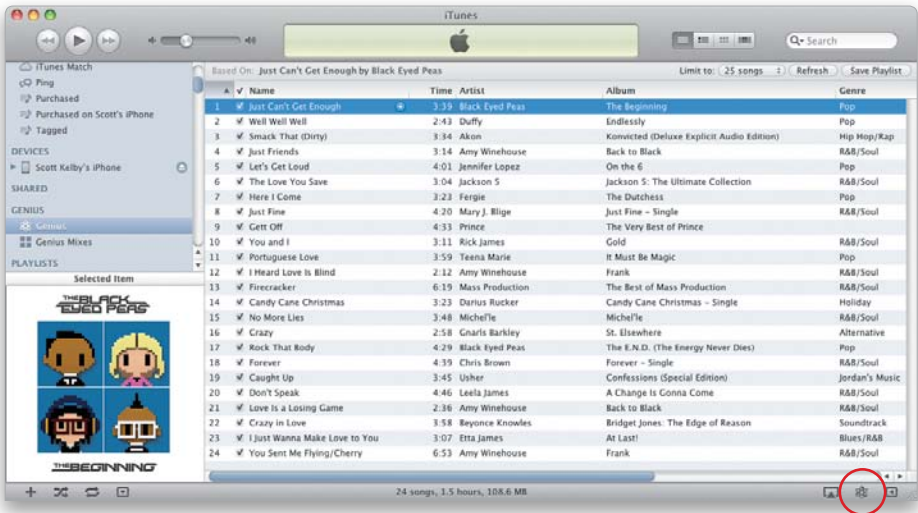 iTunes
Search
iTunes Match
Ping
Purchased
Purchased on Scott's iPhone
Tagged
DEVICES
Scott Kelby's iPhone
SHARED
GENIUS
Genius
Genius Mixes
PLAYLISTS
Selected Item
THE BLACK EYED PEAS
THE BEGINNING
Based On: Just Can't Get Enough by Black Eyed Peas Limit to: 25 songs Refresh Save Playlist
Name Time Artist Album Genre
1 Just Can't Get Enough 3:39 Black Eyed Peas The Beginning Pop
2 Well Well Well 2:43 Duffy Endlessly Pop
3 Smack That (Dirty) 3:34 Akon Konvicted (Deluxe Explicit Audio Edition) Hip Hop/Rap
4 Just Friends 3:14 Amy Winehouse Back to Black R&B/Soul
5 Let's Get Loud 4:01 Jennifer Lopez On the 6 Pop
6 The Love You Save 3:04 Jackson 5 Jackson 5: The Ultimate Collection R&B/Soul
7 Here I Come 3:23 Fergie The Dutchess Pop
8 Just Fine 4:20 Mary J. Blige Just Fine – Single R&B/Soul
9 Gett Off 4:33 Prince The Very Best of Prince
10 You and I 3:11 Rick James Gold R&B/Soul
11 Portuguese Love 3:59 Teena Marie It Must Be Magic Pop
12 I Heard Love Is Blind 2:12 Amy Winehouse Frank R&B/Soul
13 Firecracker 6:19 Mass Production The Best of Mass Production R&B/Soul
14 Candy Cane Christmas 3:23 Darius Rucker Candy Cane Christmas – Single Holiday
15 No More Lies 3:48 Michel'le Michel'le R&B/Soul
16 Crazy 2:58 Gnarls Barkley St. Elsewhere Alternative
17 Rock That Body 4:29 Black Eyed Peas The E.N.D. (The Energy Never Dies) Pop
18 Forever 4:39 Chris Brown Forever – Single R&B/Soul
19 Caught Up 3:45 Usher Confessions (Special Edition) Jordan's Music
20 Don't Speak 4:46 Leela James A Change Is Gonna Come R&B/Soul
21 Love Is a Losing Game 2:36 Amy Winehouse Back to Black R&B/Soul
22 Crazy in Love 3:58 Beyonce Knowles Bridget Jones: The Edge of Reason Soundtrack
23 I Just Wanna Make Love to You 3:07 Etta James At Last! Blues/R&B
24 You Sent Me Flying/Cherry 6:53 Amy Winehouse Frank R&B/Soul
24 songs, 1.5 hours, 108.6 MB